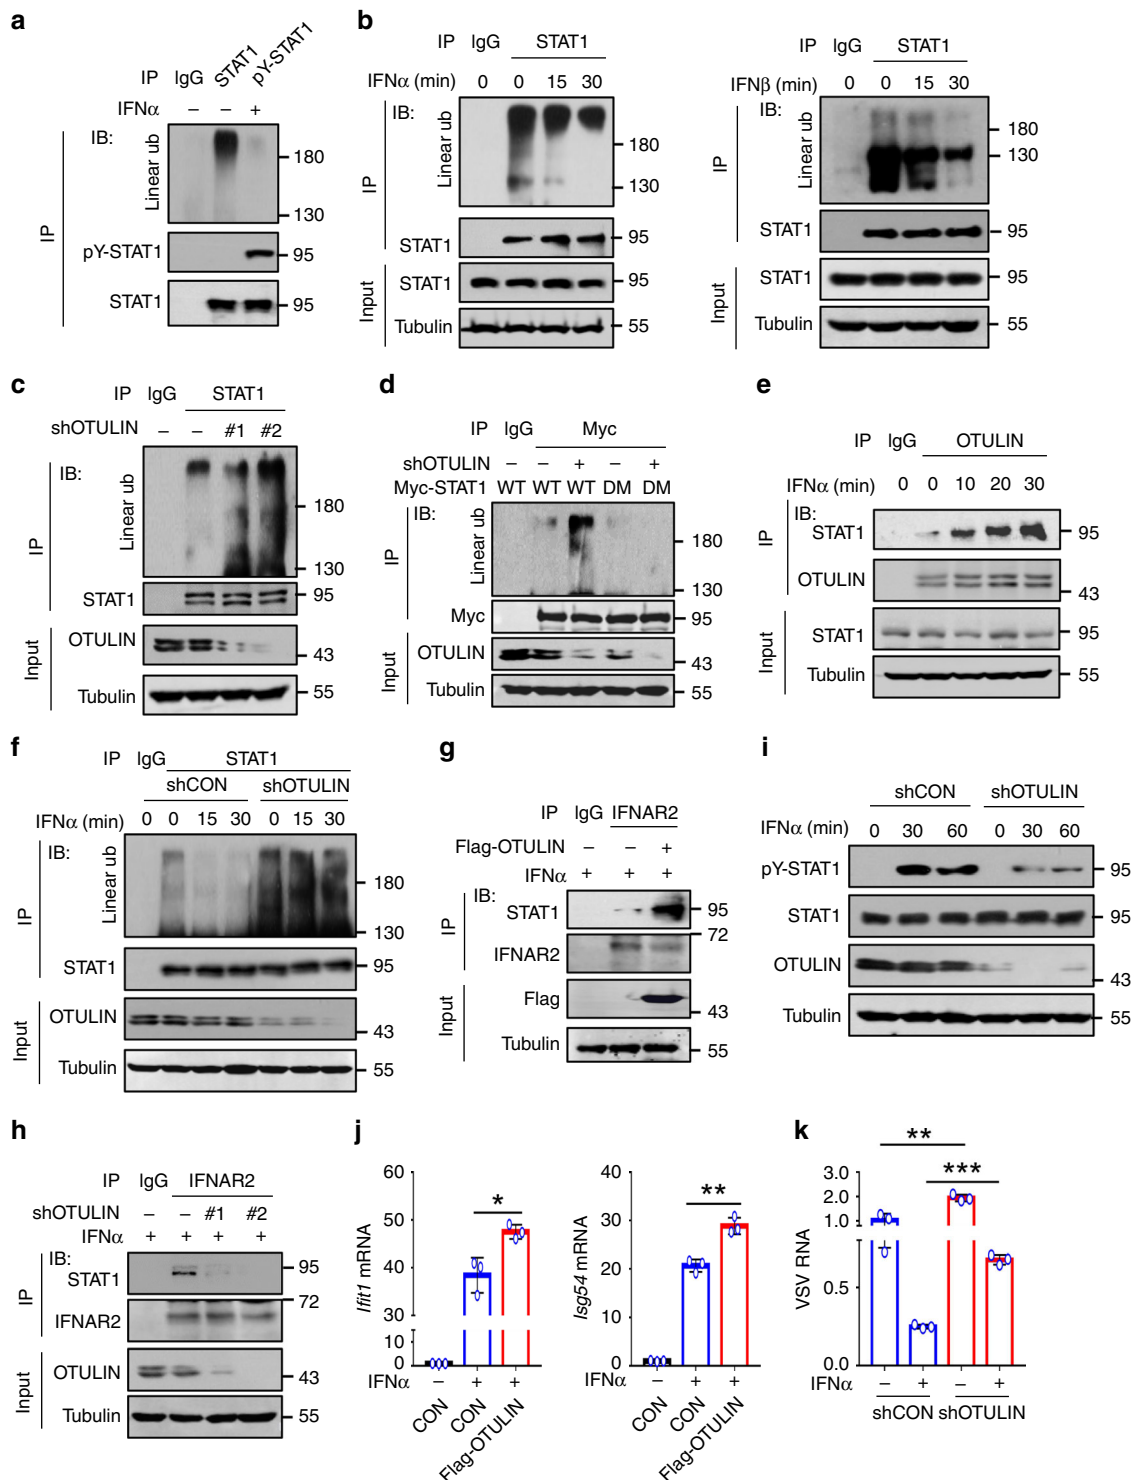 a
IP IgG STAT1 pY-STAT1
IFNα – – +
IB:
Linear ub
180
130
pY-STAT1 95
STAT1 95
IP
b
IP IgG STAT1
IFNα (min) 0 0 15 30
IB:
Linear ub
180
130
STAT1 95
STAT1 95
Tubulin 55
IP
Input
IP IgG STAT1
IFNβ (min) 0 0 15 30
Linear ub
180
130
STAT1 95
STAT1 95
Tubulin 55
IP
Input
c
IP IgG STAT1
shOTULIN – – #1 #2
IB:
Linear ub
180
130
STAT1 95
OTULIN 43
Tubulin 55
IP
Input
d
IP IgG Myc
shOTULIN – – + – +
Myc-STAT1 WT WT WT DM DM
IB:
Linear ub
180
130
Myc 95
OTULIN 43
Tubulin 55
IP
Input
e
IP IgG OTULIN
IFNα (min) 0 0 10 20 30
IB:
STAT1 95
OTULIN 43
STAT1 95
Tubulin 55
IP
Input
f
IP IgG STAT1
shCON shOTULIN
IFNα (min) 0 0 15 30 0 15 30
IB:
Linear ub
180
130
STAT1 95
OTULIN 43
Tubulin 55
IP
Input
g
IP IgG IFNAR2
Flag-OTULIN – – +
IFNα + + +
IB:
STAT1 95
72
IFNAR2
Flag 43
Tubulin 55
IP
Input
i
shCON shOTULIN
IFNα (min) 0 30 60 0 30 60
pY-STAT1 95
STAT1 95
OTULIN 43
Tubulin 55
h
IP IgG IFNAR2
shOTULIN – – #1 #2
IFNα + + + +
IB:
STAT1 95
72
IFNAR2
OTULIN 43
Tubulin 55
IP
Input
j
Ifit1 mRNA
60
50
40
30
10
0
*
IFNα – + +
CON CON Flag-OTULIN
Isg54 mRNA
40
30
20
10
0
**
IFNα – + +
CON CON Flag-OTULIN
k
VSV RNA
3.0
2.0
1.0
0.5
0.0
**
***
IFNα – + – +
shCON shOTULIN